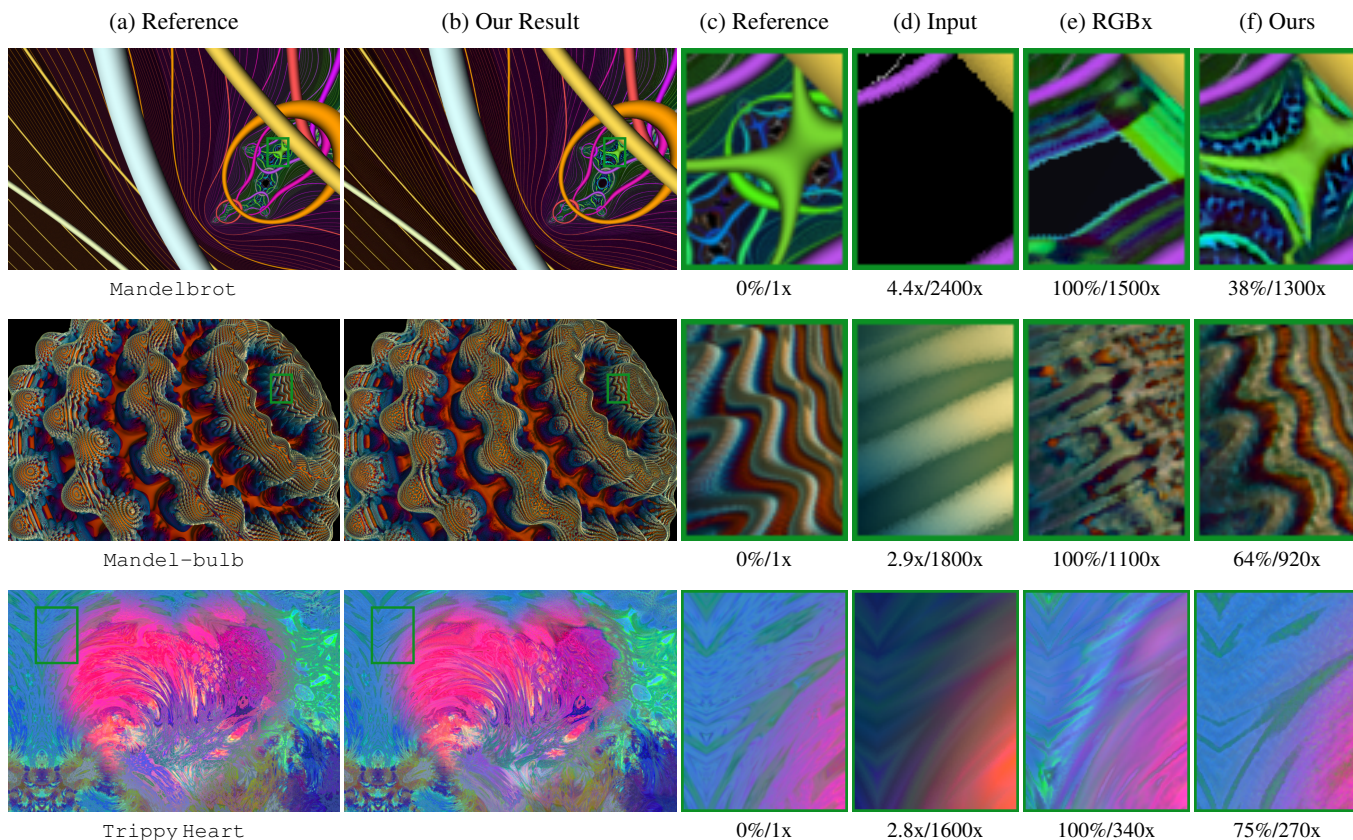 (a) Reference (b) Our Result (c) Reference (d) Input (e) RGBx (f) Ours
Mandelbrot 0%/1x 4.4x/2400x 100%/1500x 38%/1300x
Mandel-bulb 0%/1x 2.9x/1800x 100%/1100x 64%/920x
Trippy Heart 0%/1x 2.8x/1600x 100%/340x 75%/270x